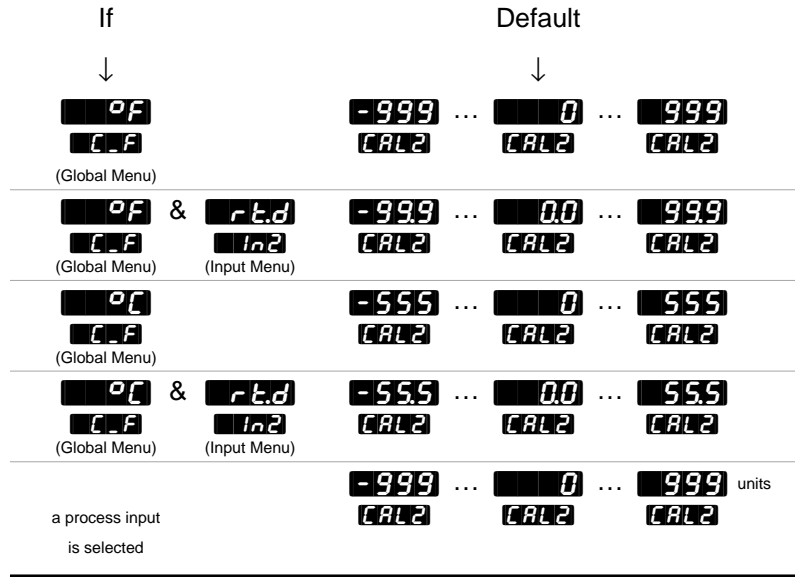 If Default
↓ ↓
°F -999 ... 0 ... 999
C_F CAL2 CAL2 CAL2
(Global Menu)
°F & rt.d -99.9 ... 0.0 ... 99.9
C_F In2 CAL2 CAL2 CAL2
(Global Menu) (Input Menu)
°C -555 ... 0 ... 555
C_F CAL2 CAL2 CAL2
(Global Menu)
°C & rt.d -55.5 ... 0.0 ... 55.5
C_F In2 CAL2 CAL2 CAL2
(Global Menu) (Input Menu)
-999 ... 0 ... 999 units
a process input CAL2 CAL2 CAL2
is selected